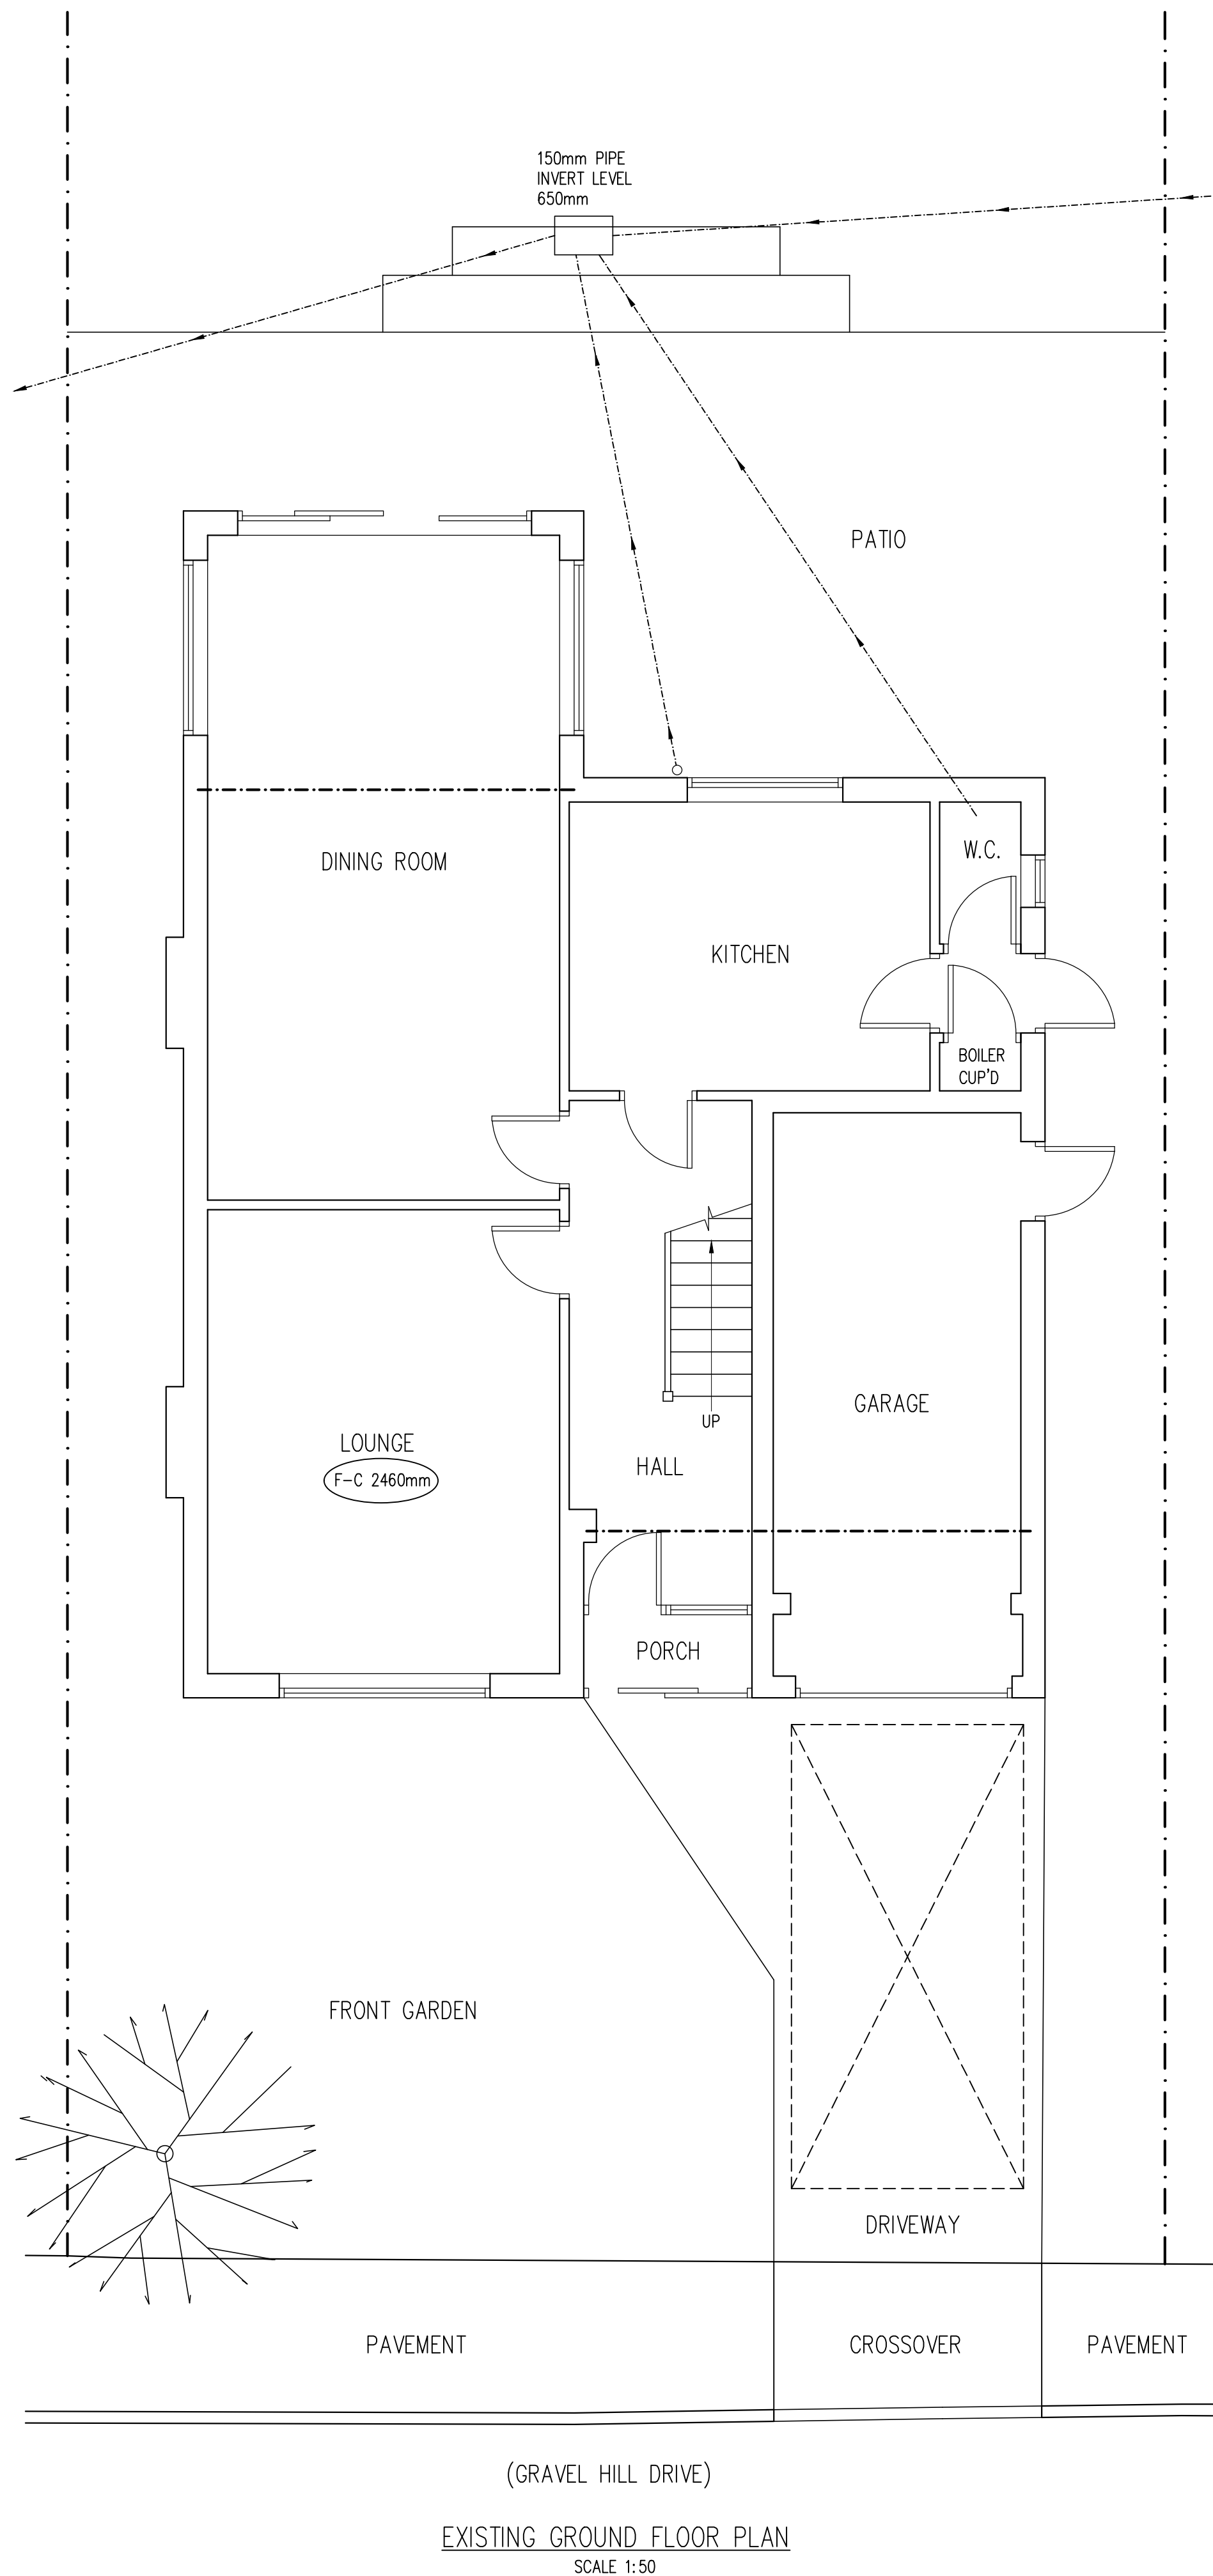 150mm PIPE
INVERT LEVEL
650mm
PATIO
DINING ROOM
W.C.
KITCHEN
BOILER
CUP'D
GARAGE
UP
LOUNGE
F-C 2460mm
HALL
PORCH
FRONT GARDEN
DRIVEWAY
PAVEMENT
CROSSOVER
PAVEMENT
(GRAVEL HILL DRIVE)
EXISTING GROUND FLOOR PLAN
SCALE 1:50